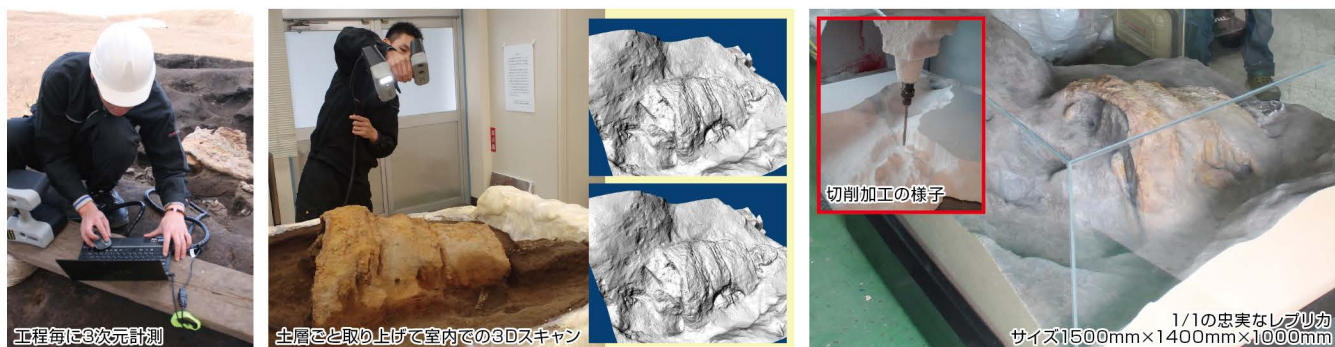 工程毎に3次元計測
土層ごと取り上げて室内での3Dスキャン
切削加工の様子
1/1の忠実なレプリカ
サイズ1500mm×1400mm×1000mm